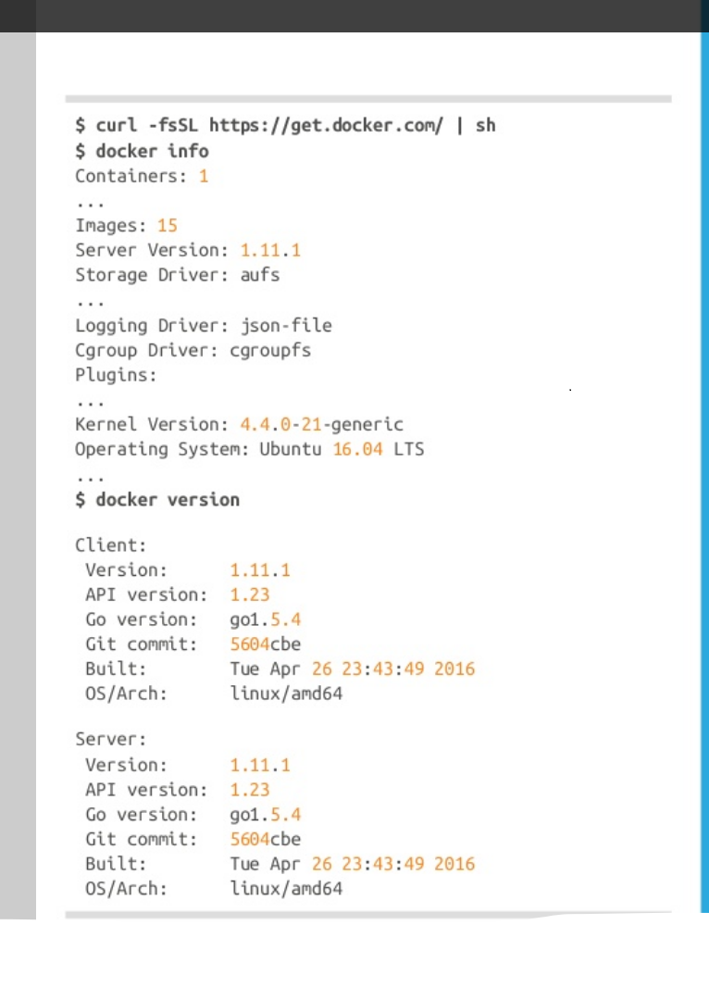 $ curl -fsSL https://get.docker.com/ | sh
$ docker info
Containers: 1
...
Images: 15
Server Version: 1.11.1
Storage Driver: aufs
...
Logging Driver: json-file
Cgroup Driver: cgroupfs
Plugins:
...
Kernel Version: 4.4.0-21-generic
Operating System: Ubuntu 16.04 LTS
...
$ docker version
Client:
Version: 1.11.1
API version: 1.23
Go version: go1.5.4
Git commit: 5604cbe
Built: Tue Apr 26 23:43:49 2016
OS/Arch: linux/amd64
Server:
Version: 1.11.1
API version: 1.23
Go version: go1.5.4
Git commit: 5604cbe
Built: Tue Apr 26 23:43:49 2016
OS/Arch: linux/amd64